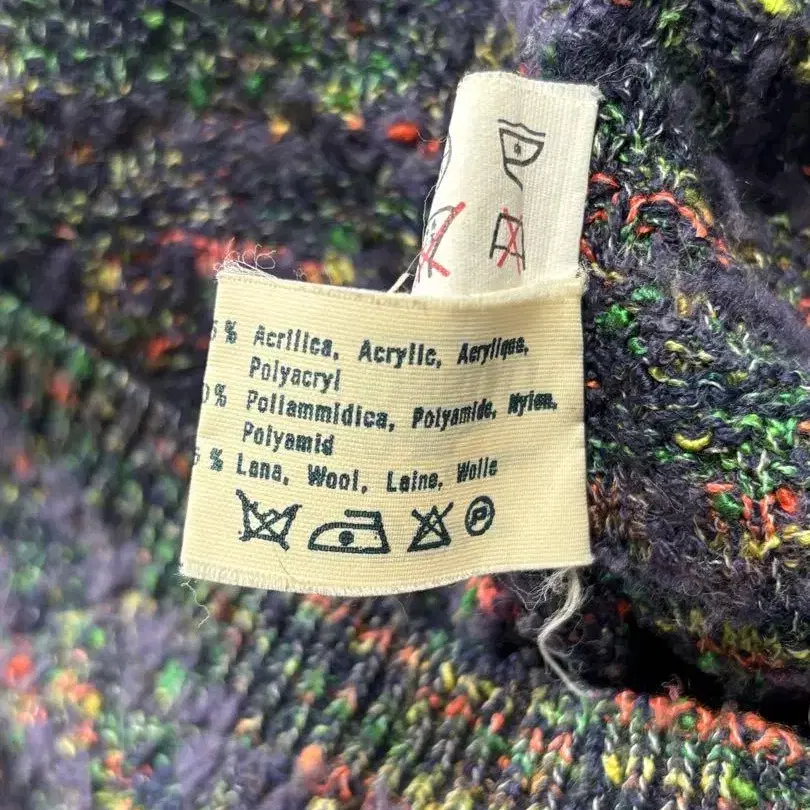 % Acrilica, Acrylic, Acrylique,
Polyacryl
% Poliammidica, Polyamide, Nylon,
Polyamid
% Lana, Wool, Laine, Wolle
P